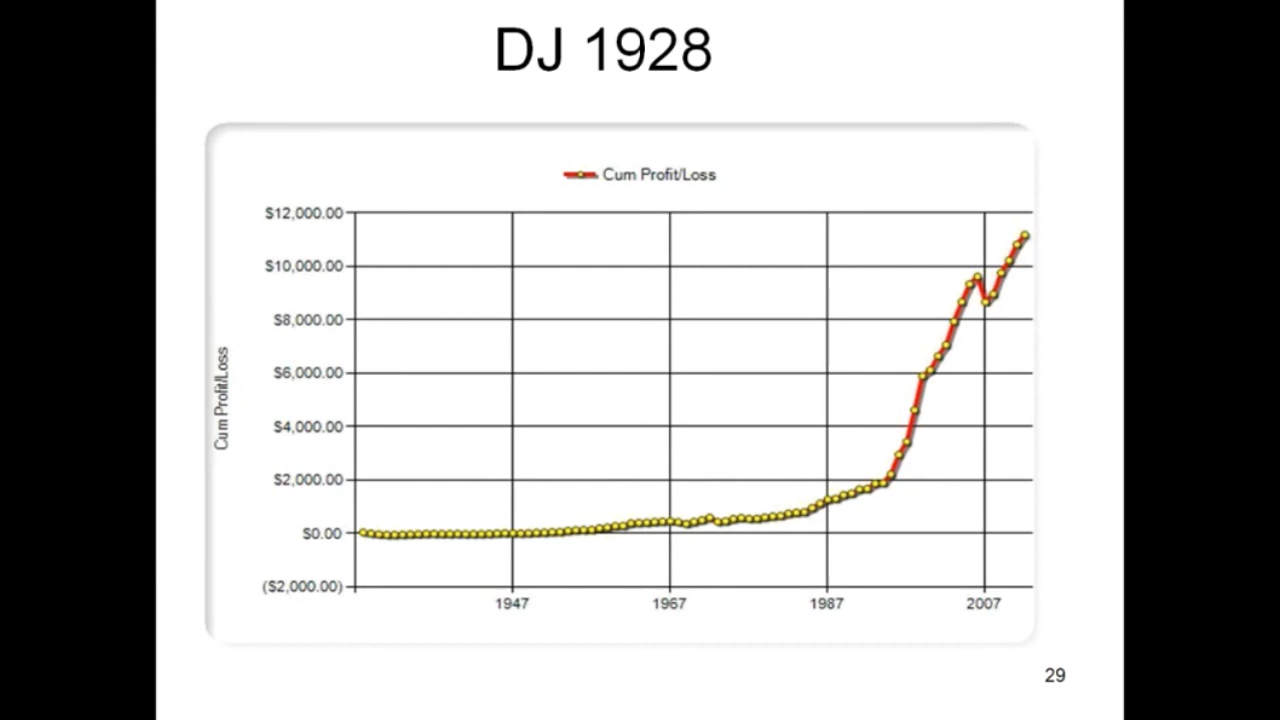 DJ 1928
Cum Profit/Loss
$12,000.00
$10,000.00
$8,000.00
$6,000.00
$4,000.00
$2,000.00
$0.00
($2,000.00)
Cum Profit/Loss
1947 1967 1987 2007
29